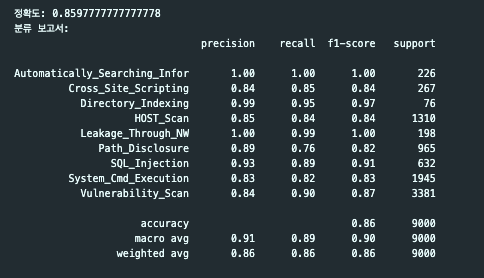 정확도: 0.8597777777777778
분류 보고서:
precision recall f1-score support
Automatically_Searching_Infor 1.00 1.00 1.00 226
Cross_Site_Scripting 0.84 0.85 0.84 267
Directory_Indexing 0.99 0.95 0.97 76
HOST_Scan 0.85 0.84 0.84 1310
Leakage_Through_NW 1.00 0.99 1.00 198
Path_Disclosure 0.89 0.76 0.82 965
SQL_Injection 0.93 0.89 0.91 632
System_Cmd_Execution 0.83 0.82 0.83 1945
Vulnerability_Scan 0.84 0.90 0.87 3381
accuracy 0.86 9000
macro avg 0.91 0.89 0.90 9000
weighted avg 0.86 0.86 0.86 9000